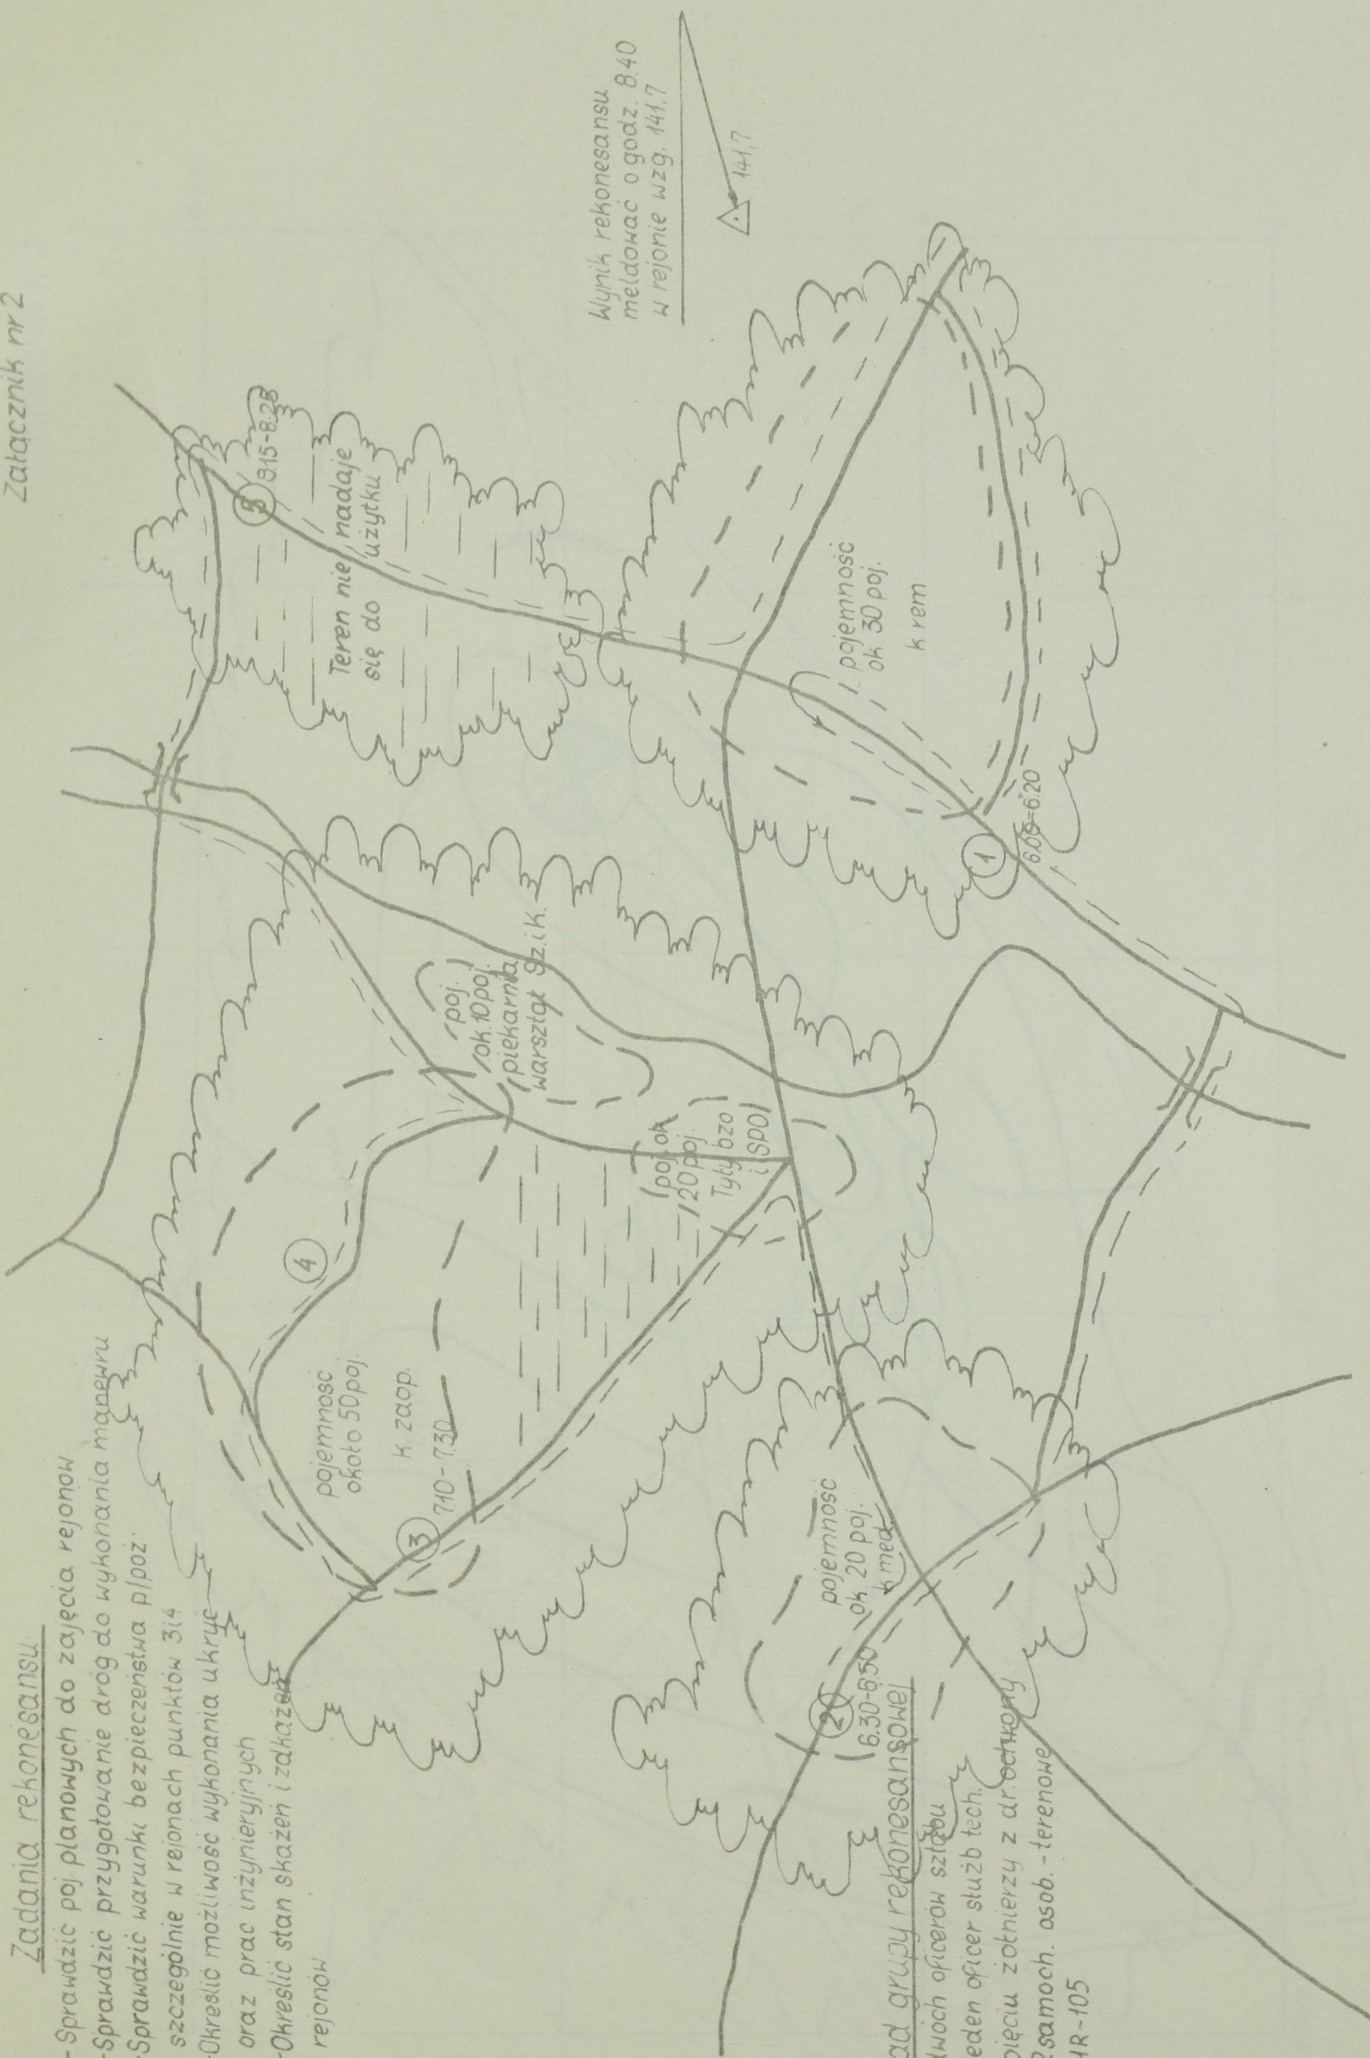 Załącznik nr 2
Zadania rekonesansu
- Sprawdzić poj. planowych do zajęcia rejonów
- Sprawdzić przygotowanie dróg do wykonania manewru
- Sprawdzić warunki bezpieczeństwa p/poż.
szczególnie w rejonach punktów 3 i 4
- Określić możliwość wykonania ukryć
oraz prac inżynieryjnych
- Określić stan skażeń i zakażeń
rejonów
Wynik rekonesansu
meldować o godz. 8.40
w rejonie wzg. 141.7
141,7
5
8.15-8.25
Teren nie nadaje
się do użytku
pojemność
około 50 poj.
k zaop.
4
3
7.10-7.30
poj.
ok. 10 poj.
piekarnia
warsztat
poj. ok
20 poj.
Tyły bzo
i SPO
pojemność
ok. 30 poj.
k rem
1
6.00-6.20
pojemność
ok. 20 poj.
k med.
2
6.30-6.50
ad grupy rekonesansowej
dwóch oficerów sztabu
jeden oficer służb tech.
pięciu żołnierzy z dr. ochrony
2 samoch. osob. - terenowe
R-105